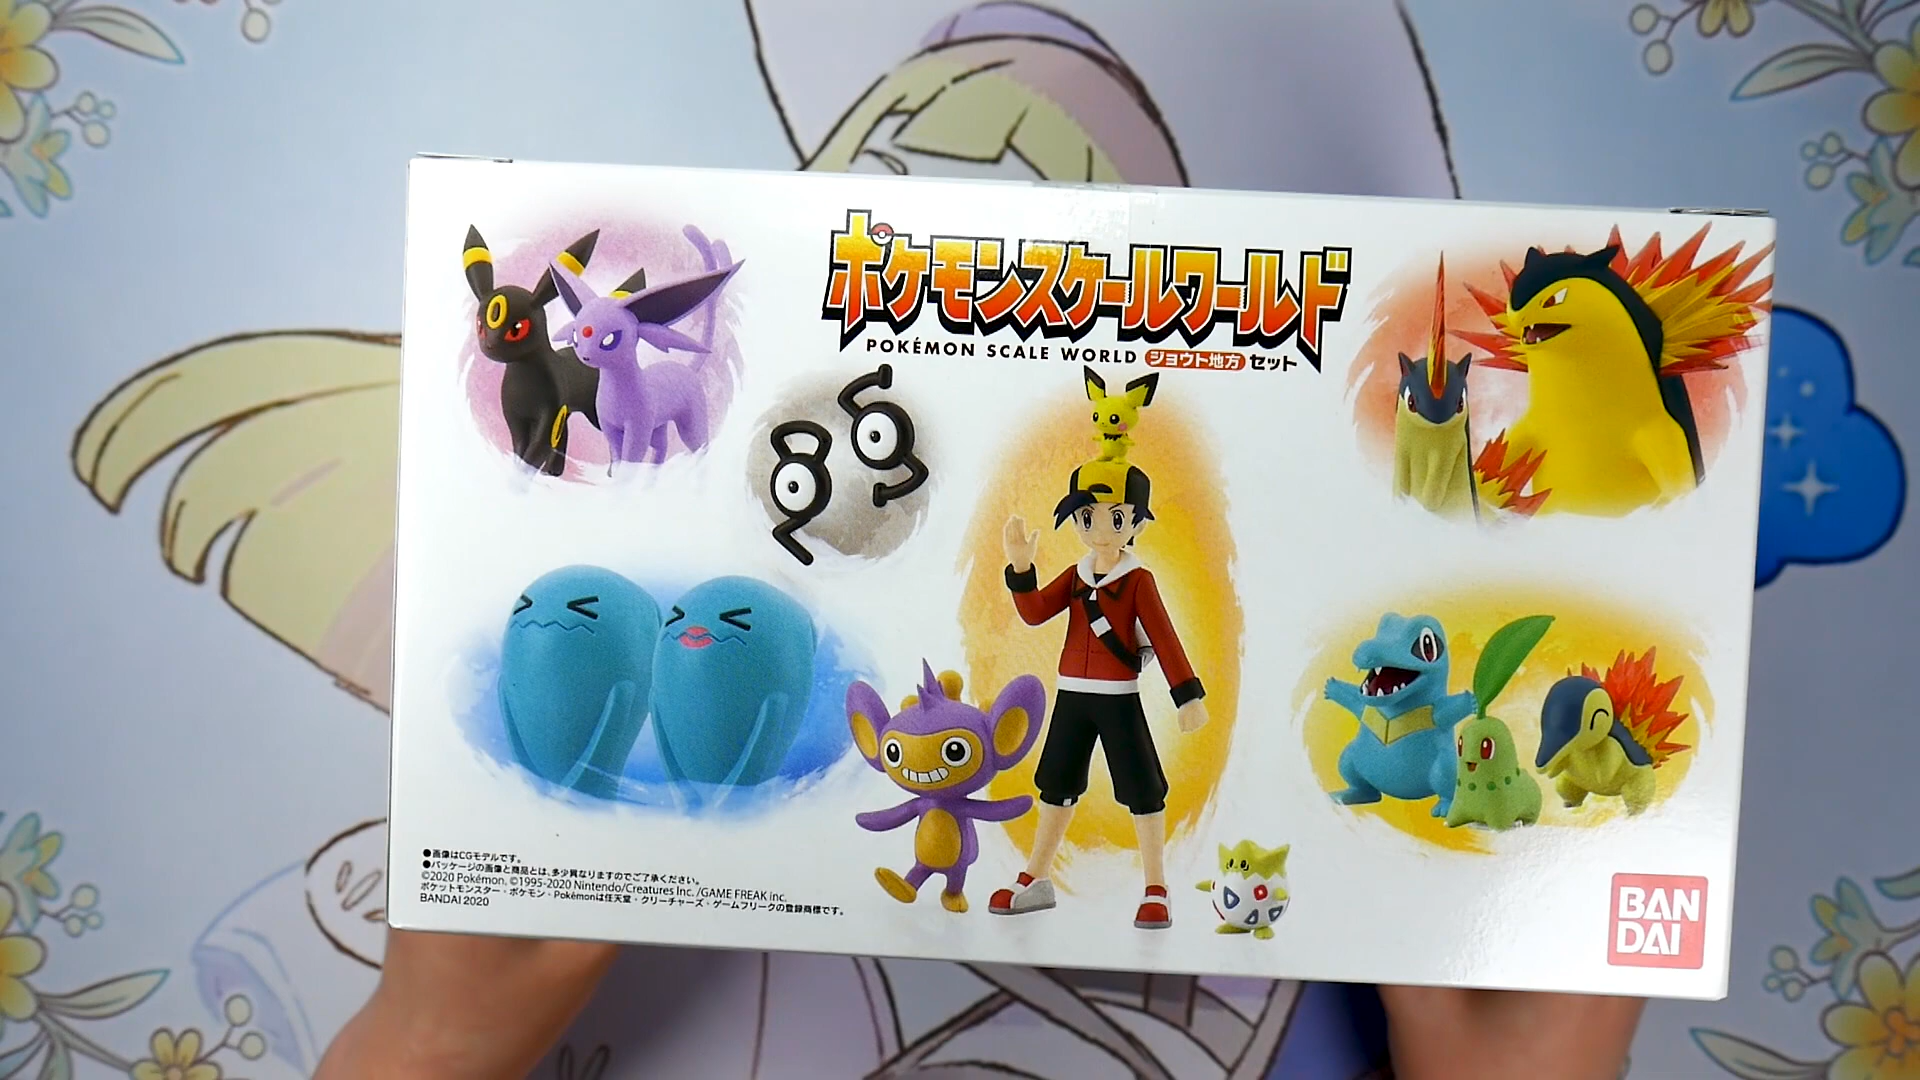 ポケモンスケールワールド
POKÉMON SCALE WORLD ジョウト地方 セット
●画像はCGモデルです。
●パッケージの画像と商品とは、多少異なりますのでご了承ください。
©2020 Pokémon. ©1995-2020 Nintendo/Creatures Inc. /GAME FREAK inc.
ポケットモンスター・ポケモン・Pokémonは任天堂・クリーチャーズ・ゲームフリークの登録商標です。
BANDAI 2020
BAN
DAI